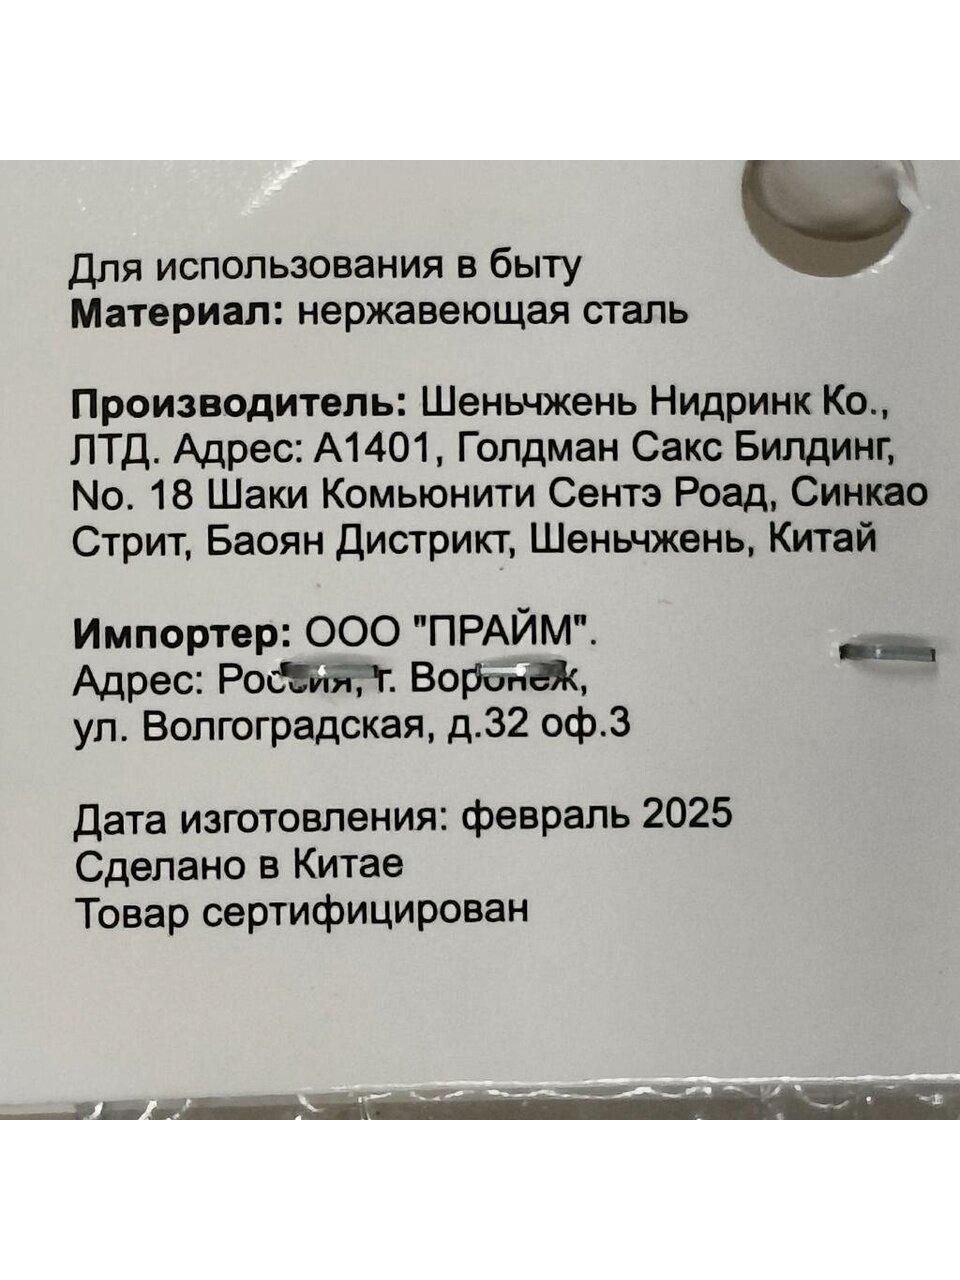 Для использования в быту
Материал: нержавеющая сталь
Производитель: Шеньчжень Нидринк Ко.,
ЛТД. Адрес: А1401, Голдман Сакс Билдинг,
No. 18 Шаки Комьюнити Сентэ Роад, Синкао
Стрит, Баоян Дистрикт, Шеньчжень, Китай
Импортер: ООО "ПРАЙМ".
Адрес: Россия, г. Воронеж,
ул. Волгоградская, д.32 оф.3
Дата изготовления: февраль 2025
Сделано в Китае
Товар сертифицирован